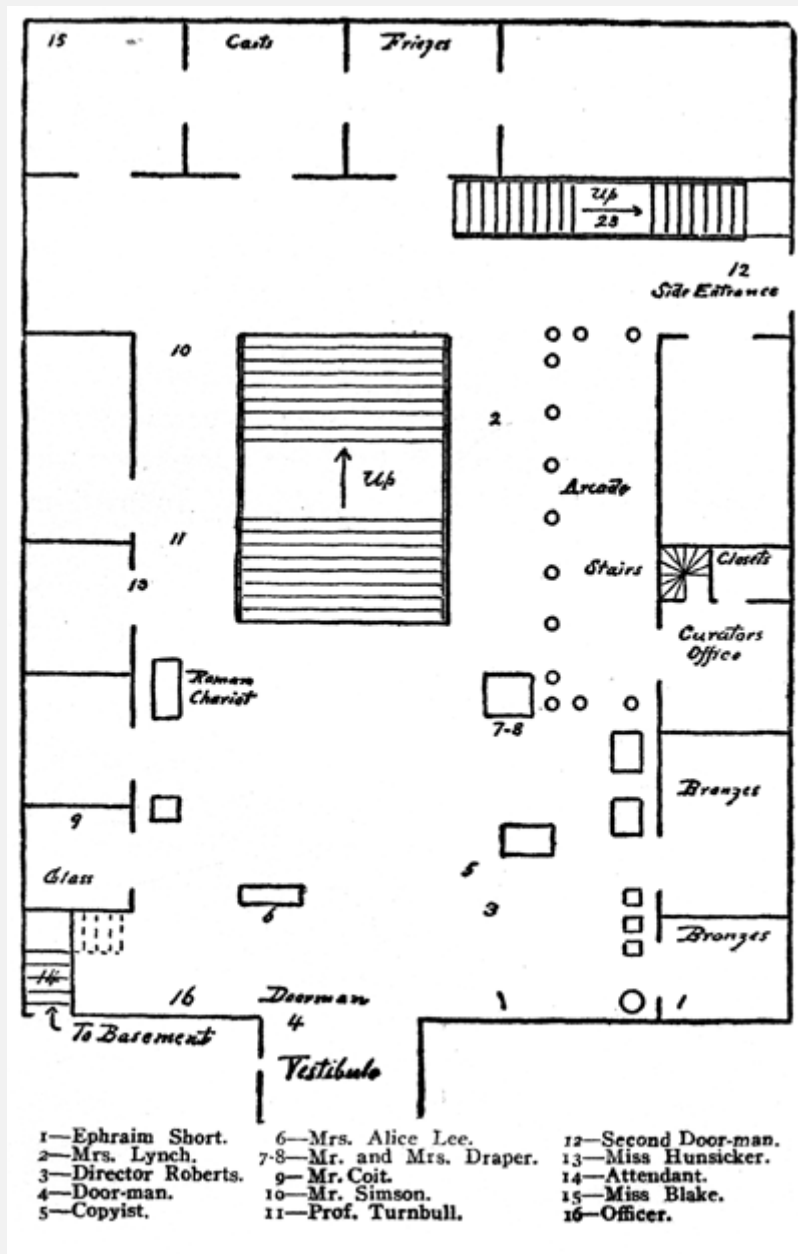 15 Casts Friezes
Up
23
12
Side Entrance
10
2
Up
Arcade
11
Stairs Closets
13
Curators
Office
Roman
Chariot
7-8
Bronzes
9
5
Glass
6
3
Bronzes
14
16 Doorman 1
4
To Basement
Vestibule
1—Ephraim Short. 6—Mrs. Alice Lee. 12—Second Door-man.
2—Mrs. Lynch. 7-8—Mr. and Mrs. Draper. 13—Miss Hunsicker.
3—Director Roberts. 9—Mr. Coit. 14—Attendant.
4—Door-man. 10—Mr. Simson. 15—Miss Blake.
5—Copyist. 11—Prof. Turnbull. 16—Officer.